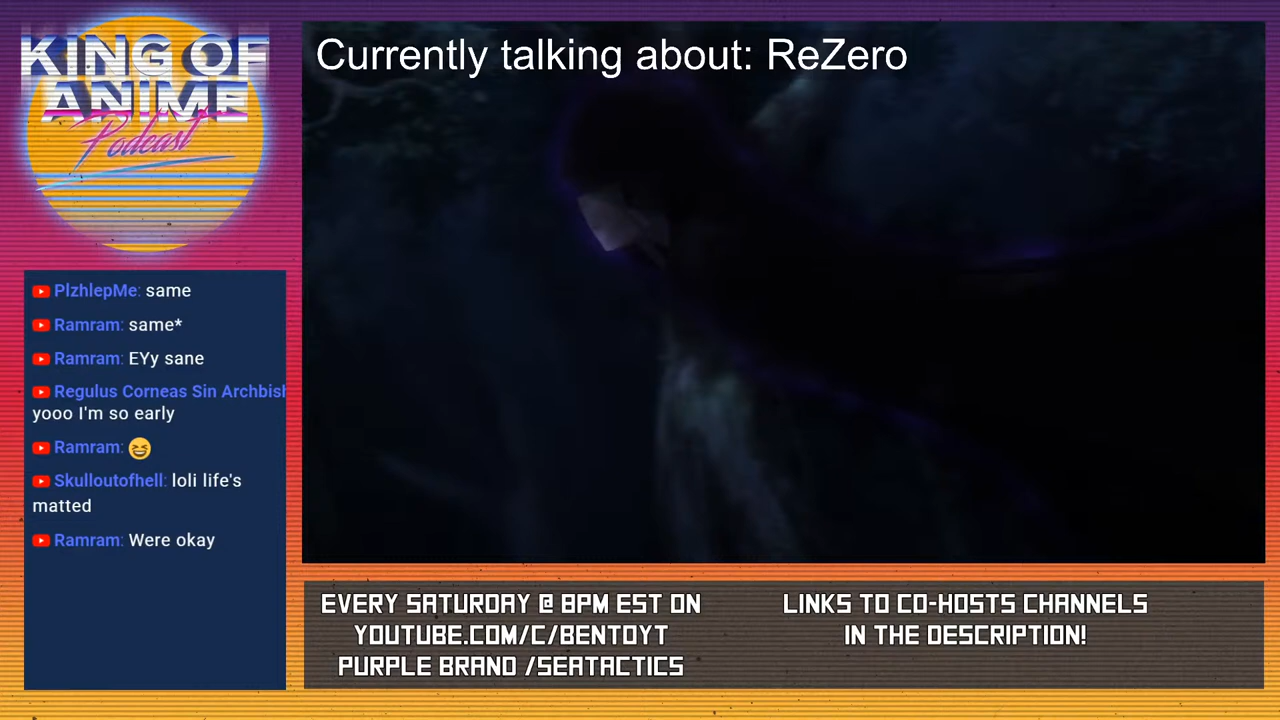 KING OF
ANIME
Podcast
Currently talking about: ReZero
PlzhlepMe: same
Ramram: same*
Ramram: EYy sane
Regulus Corneas Sin Archbish
yooo I'm so early
Ramram: 😆
Skulloutofhell: loli life's
matted
Ramram: Were okay
EVERY SATURDAY @ 8PM EST ON
YOUTUBE.COM/C/BENTOYT
PURPLE BRAND /SEATACTICS
LINKS TO CO-HOSTS CHANNELS
IN THE DESCRIPTION!